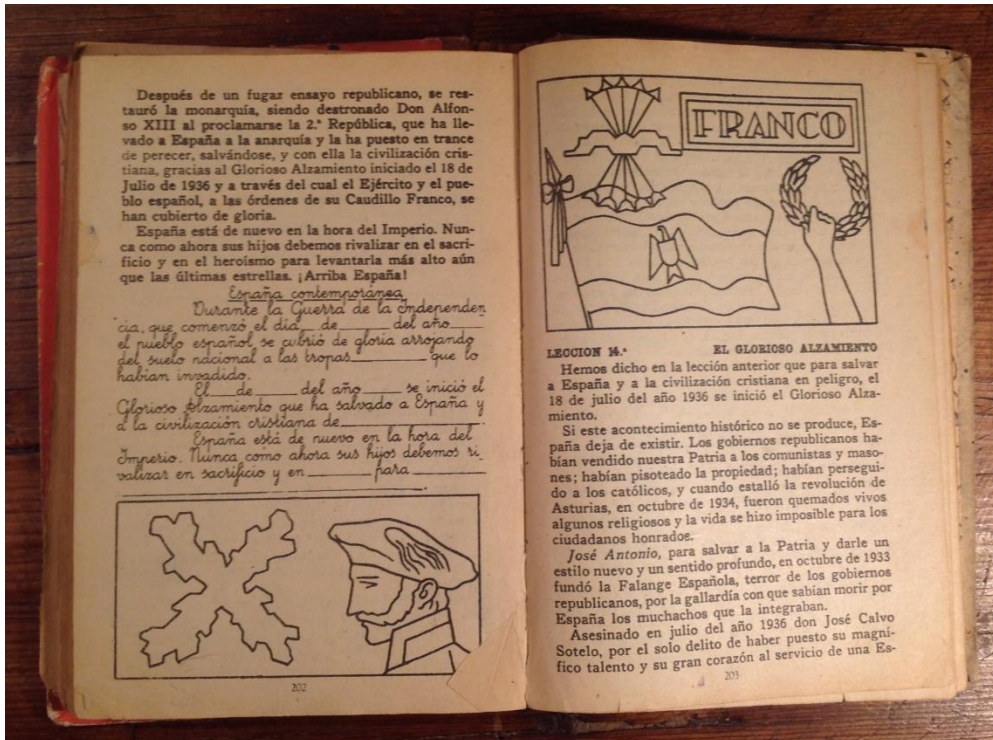 Después de un fugaz ensayo republicano, se res-
tauró la monarquía, siendo destronado Don Alfon-
so XIII al proclamarse la 2.ª República, que ha lle-
vado a España a la anarquía y la ha puesto en trance
de perecer, salvándose, y con ella la civilización cris-
tiana, gracias al Glorioso Alzamiento iniciado el 18 de
Julio de 1936 y a través del cual el Ejército y el pue-
blo español, a las órdenes de su Caudillo Franco, se
han cubierto de gloria.
España está de nuevo en la hora del Imperio. Nun-
ca como ahora sus hijos debemos rivalizar en el sacri-
ficio y en el heroísmo para levantarla más alto aún
que las últimas estrellas. ¡Arriba España!
España contemporánea
Durante la Guerra de la Independen
cia, que comenzó el día __ de ______ del año ____
el pueblo español se cubrió de gloria arrojando
del suelo nacional a las tropas ________ que lo
habían invadido.
El __ de ____ del año ____ se inició el
Glorioso Alzamiento que ha salvado a España y
a la civilización cristiana de ______________.
España está de nuevo en la hora del
Imperio. Nunca como ahora sus hijos debemos ri
valizar en sacrificio y en ________ para ________
202
FRANCO
LECCION 14.ª EL GLORIOSO ALZAMIENTO
Hemos dicho en la lección anterior que para salvar
a España y a la civilización cristiana en peligro, el
18 de julio del año 1936 se inició el Glorioso Alza-
miento.
Si este acontecimiento histórico no se produce, Es-
paña deja de existir. Los gobiernos republicanos ha-
bían vendido nuestra Patria a los comunistas y maso-
nes; habían pisoteado la propiedad; habían persegui-
do a los católicos, y cuando estalló la revolución de
Asturias, en octubre de 1934, fueron quemados vivos
algunos religiosos y la vida se hizo imposible para los
ciudadanos honrados.
José Antonio, para salvar a la Patria y darle un
estilo nuevo y un sentido profundo, en octubre de 1933
fundó la Falange Española, terror de los gobiernos
republicanos, por la gallardía con que sabían morir por
España los muchachos que la integraban.
Asesinado en julio del año 1936 don José Calvo
Sotelo, por el solo delito de haber puesto su magní-
fico talento y su gran corazón al servicio de una Es-
203